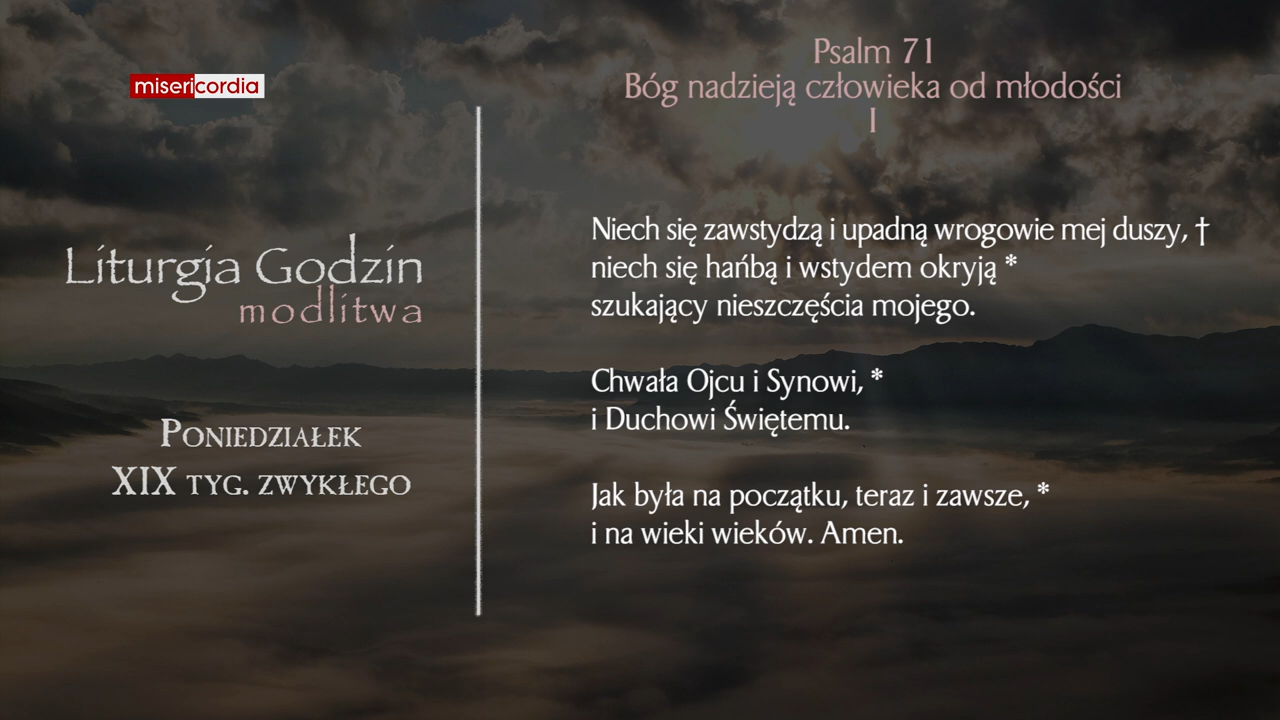 misericordia
Liturgia Godzin
modlitwa
Poniedziałek
XIX tyg. zwykłego
Psalm 71
Bóg nadzieją człowieka od młodości
I
Niech się zawstydzą i upadną wrogowie mej duszy, †
niech się hańbą i wstydem okryją *
szukający nieszczęścia mojego.
Chwała Ojcu i Synowi, *
i Duchowi Świętemu.
Jak była na początku, teraz i zawsze, *
i na wieki wieków. Amen.